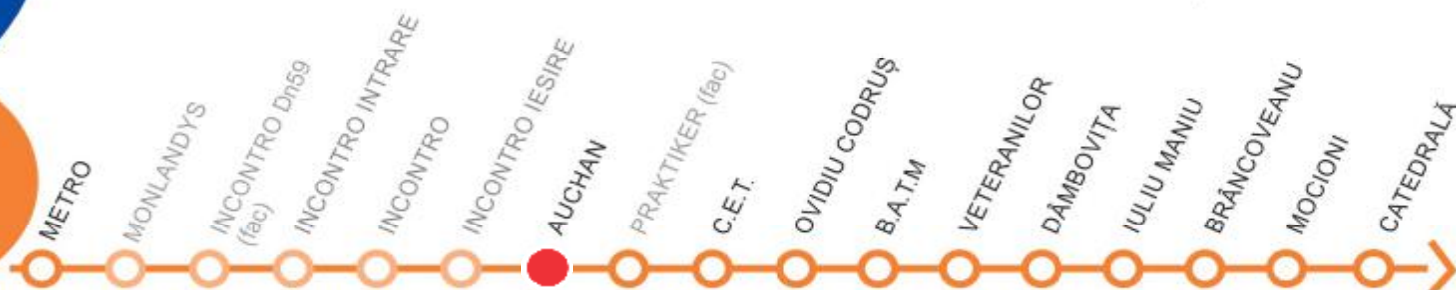 METRO
MONLANDYS
INCONTRO Dn59
(fac)
INCONTRO INTRARE
INCONTRO
INCONTRO IESIRE
AUCHAN
PRAKTIKER (fac)
C.E.T.
OVIDIU CODRUȘ
B.A.T.M
VETERANILOR
DÂMBOVIȚA
IULIU MANIU
BRÂNCOVEANU
MOCIONI
CATEDRALĂ